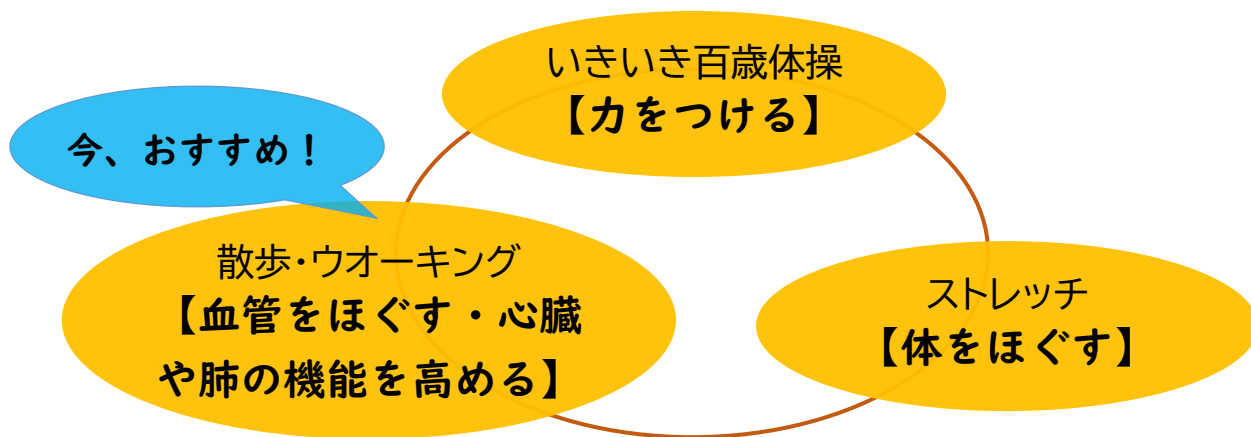 いきいき百歳体操
【力をつける】
今、おすすめ！
散歩・ウオーキング
【血管をほぐす・心臓
や肺の機能を高める】
ストレッチ
【体をほぐす】